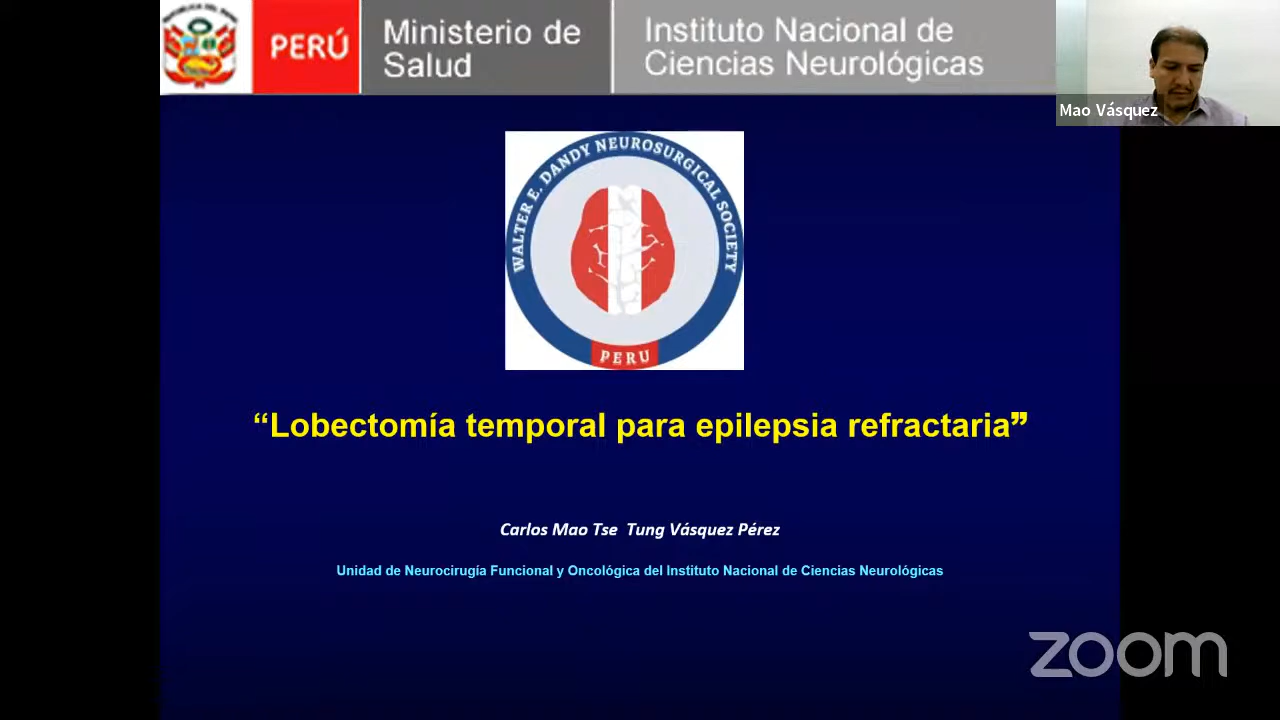 PERÚ
Ministerio de
Salud
Instituto Nacional de
Ciencias Neurológicas
Mao Vásquez
WALTER E. DANDY NEUROSURGICAL SOCIETY
PERU
“Lobectomía temporal para epilepsia refractaria”
Carlos Mao Tse Tung Vásquez Pérez
Unidad de Neurocirugía Funcional y Oncológica del Instituto Nacional de Ciencias Neurológicas
zoom